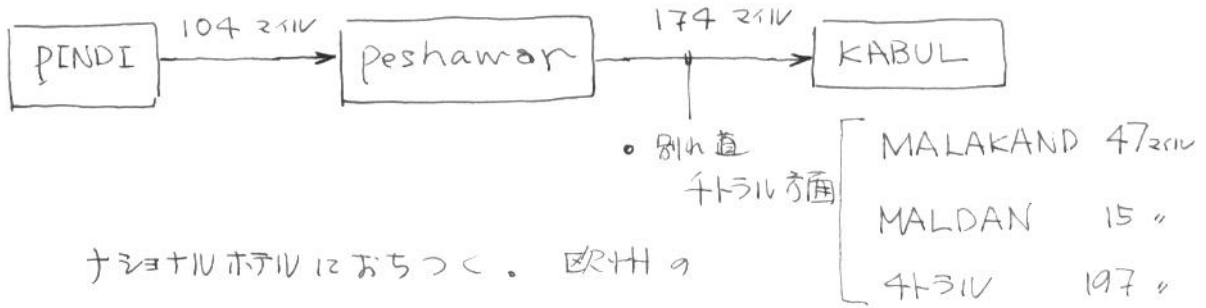 104 マイル 174 マイル
PINDI Peshawar KABUL
・別れ道 MALAKAND 47マイル
チトラル方面
MALDAN 15 〃
ナショナルホテルにおちつく. 欧州の
チトラル 197 〃